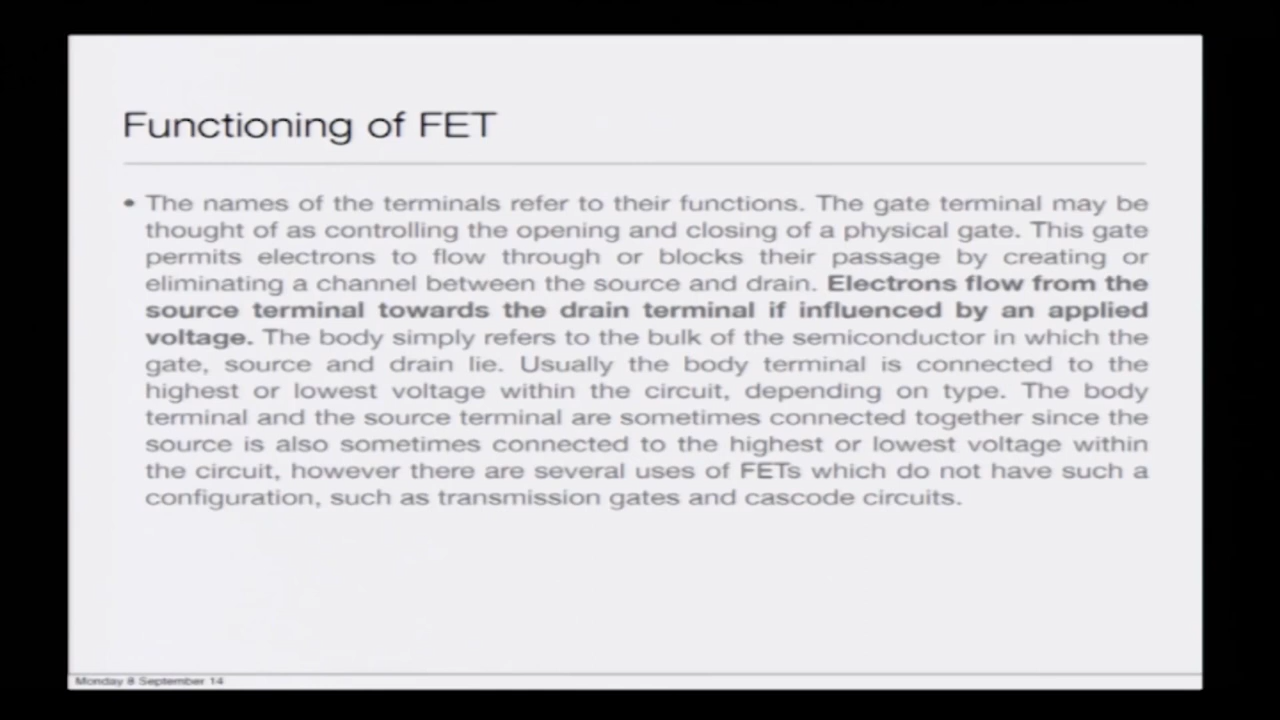 Functioning of FET
• The names of the terminals refer to their functions. The gate terminal may be
thought of as controlling the opening and closing of a physical gate. This gate
permits electrons to flow through or blocks their passage by creating or
eliminating a channel between the source and drain. Electrons flow from the
source terminal towards the drain terminal if influenced by an applied
voltage. The body simply refers to the bulk of the semiconductor in which the
gate, source and drain lie. Usually the body terminal is connected to the
highest or lowest voltage within the circuit, depending on type. The body
terminal and the source terminal are sometimes connected together since the
source is also sometimes connected to the highest or lowest voltage within
the circuit, however there are several uses of FETs which do not have such a
configuration, such as transmission gates and cascode circuits.
Monday 8 September 14